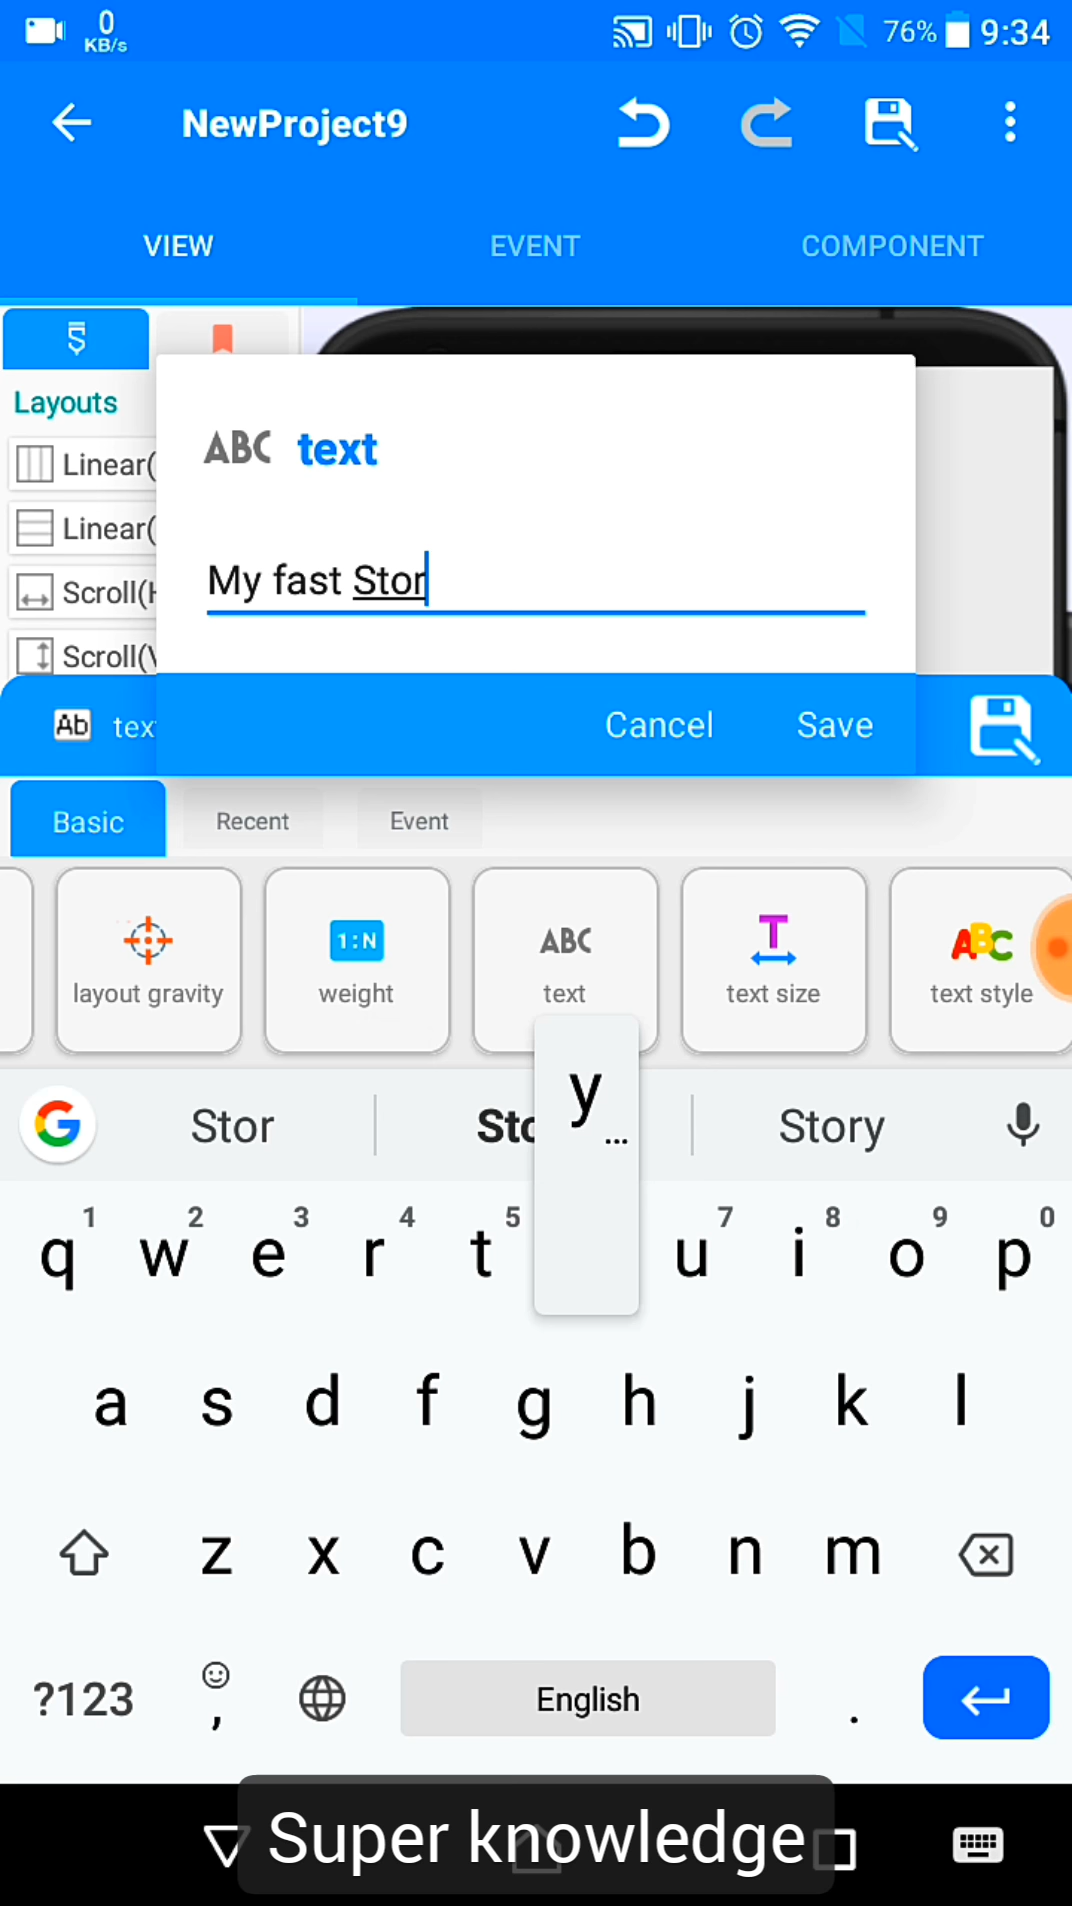 0
KB/s
76%
9:34
NewProject9
VIEW
EVENT
COMPONENT
Layouts
Linear(
Linear(
Scroll(
Scroll(
ABC text
My fast Stor
Cancel
Save
Ab
Basic
Recent
Event
layout gravity
1:N
weight
ABC
text
T
text size
ABC
text style
G
Stor
Story
y
...
1 2 3 4 5 7 8 9 0
q w e r t u i o p
a s d f g h j k l
z x c v b n m
?123
,
English
.
Super knowledge